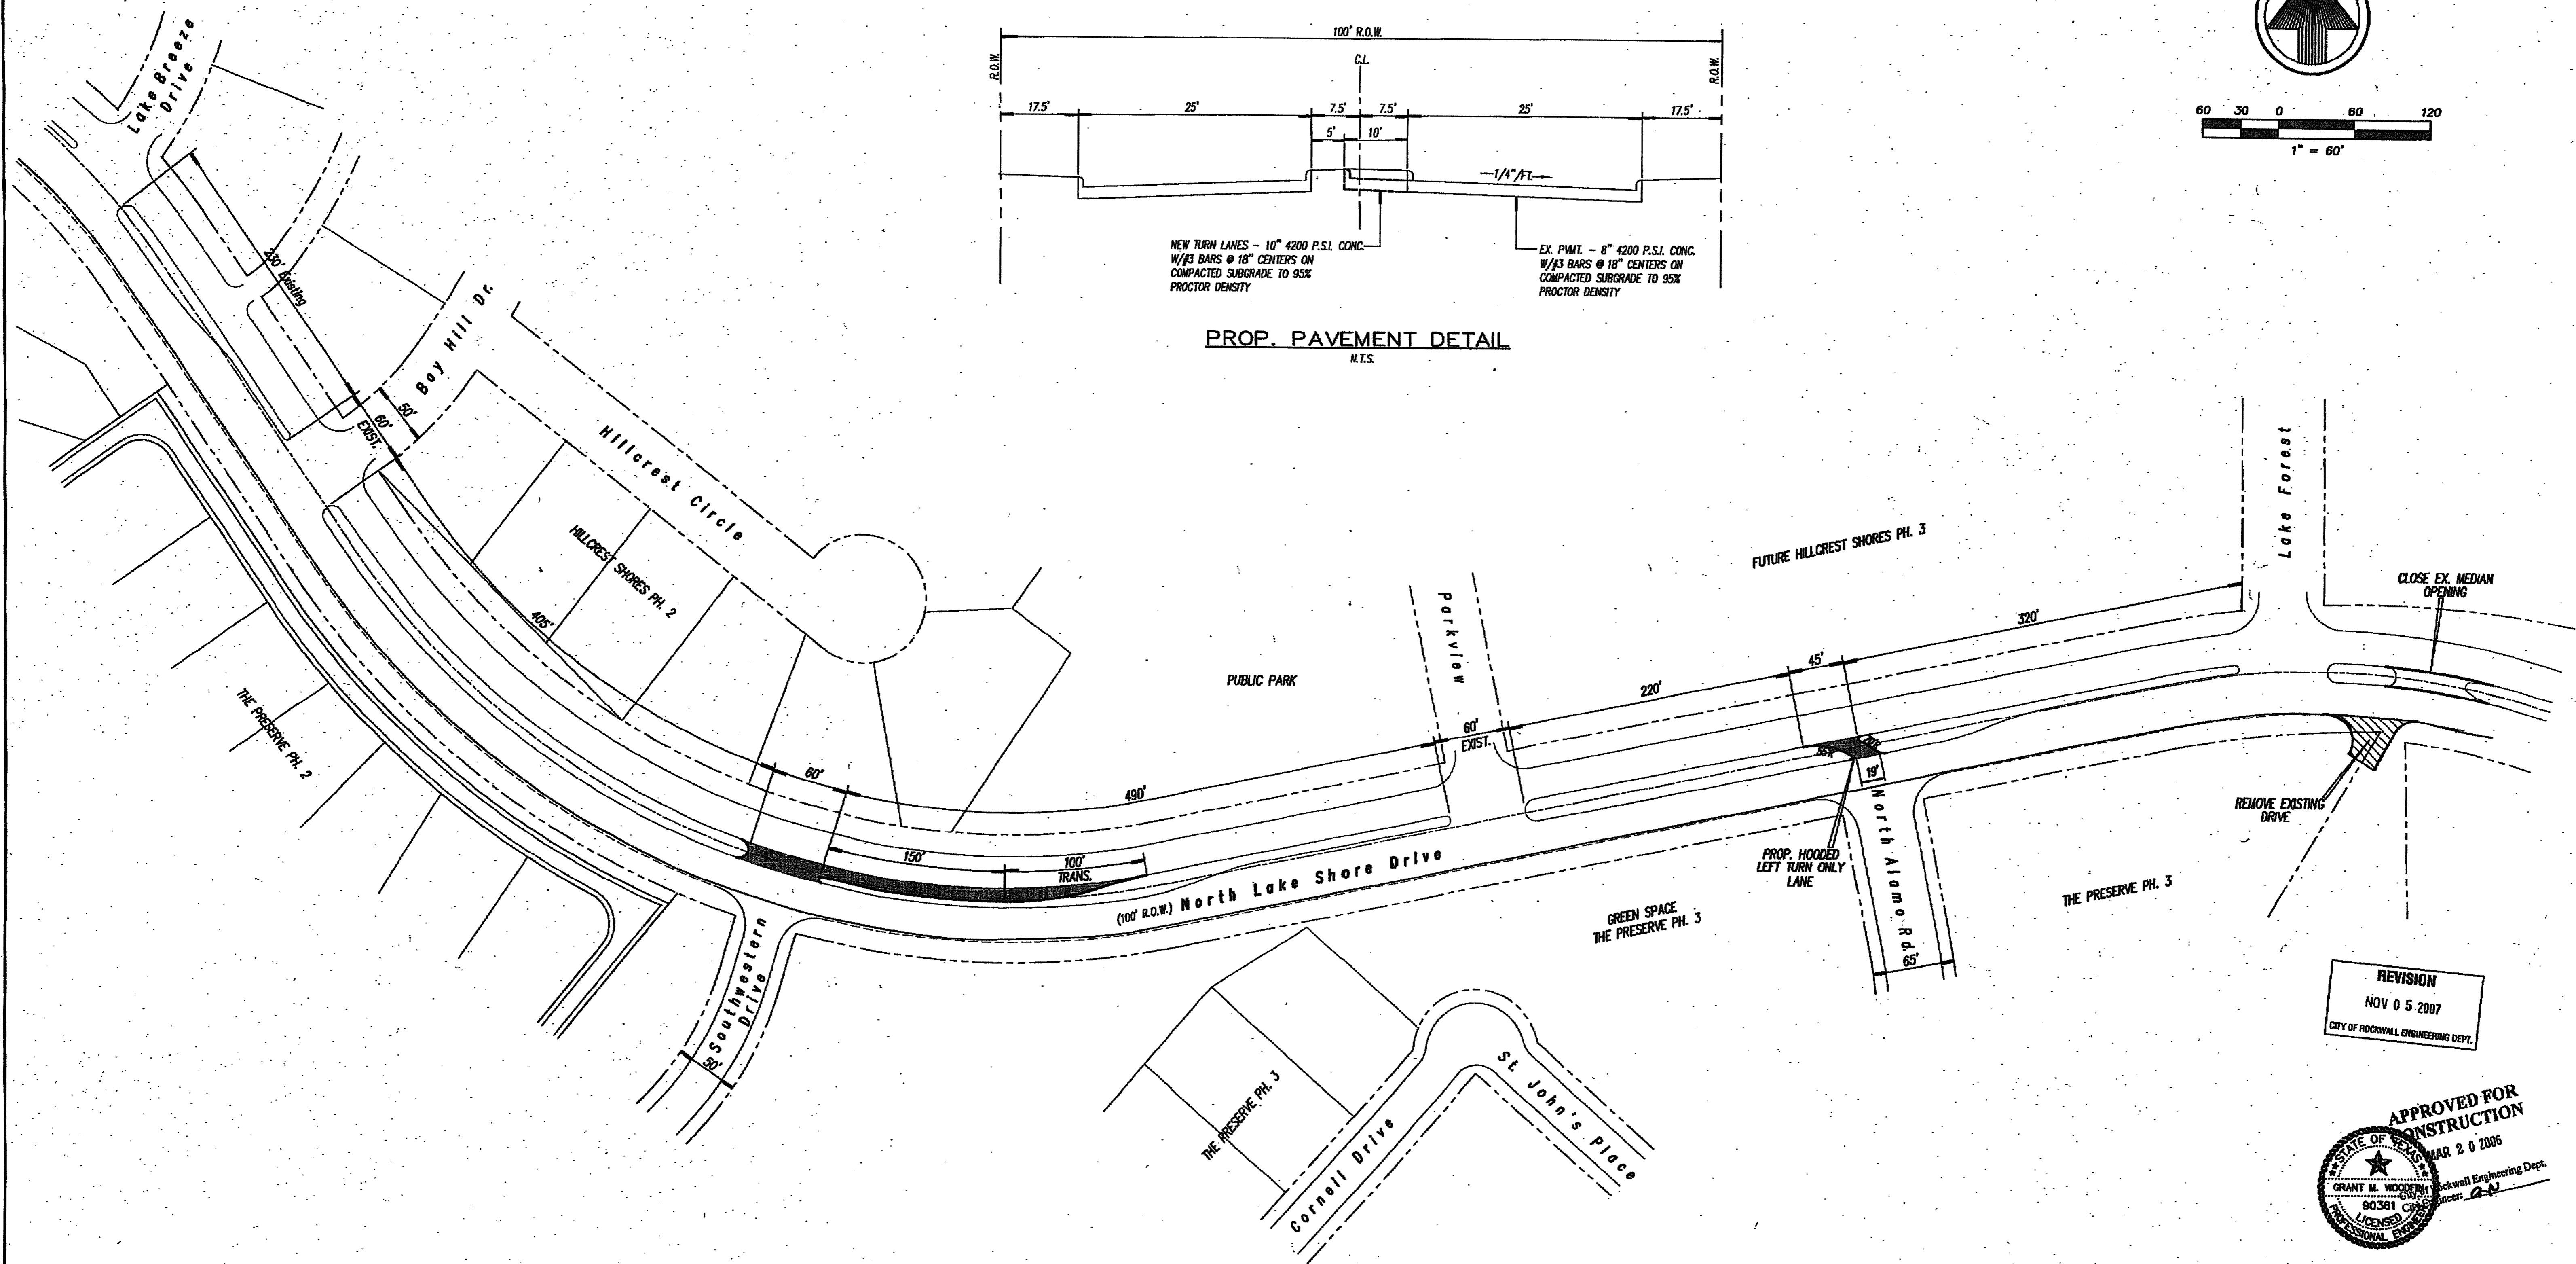 Lake Breeze
Drive
230' Existing
60'
EXIST.
50'
Bay Hill Dr.
Hillcrest Circle
HILLCREST SHORES PH. 2
405'
THE PRESERVE PH. 2
100' R.O.W.
R.O.W.
C.L.
R.O.W.
17.5'
25'
7.5'
7.5'
25'
17.5'
5'
10'
1/4"/FT.
NEW TURN LANES - 10" 4200 P.S.I. CONC.
W/#3 BARS @ 18" CENTERS ON
COMPACTED SUBGRADE TO 95%
PROCTOR DENSITY
EX. PVMT. - 8" 4200 P.S.I. CONC.
W/#3 BARS @ 18" CENTERS ON
COMPACTED SUBGRADE TO 95%
PROCTOR DENSITY
PROP. PAVEMENT DETAIL
N.T.S.
60 30 0 60 120
1" = 60'
PUBLIC PARK
Parkview
FUTURE HILLCREST SHORES PH. 3
Lake Forest
CLOSE EX. MEDIAN
OPENING
60'
490'
60'
EXIST.
220'
45'
320'
150'
100'
TRANS.
(100' R.O.W.) North Lake Shore Drive
19'
PROP. HOODED
LEFT TURN ONLY
LANE
North Alamo Rd.
65'
REMOVE EXISTING
DRIVE
THE PRESERVE PH. 3
GREEN SPACE
THE PRESERVE PH. 3
Southwestern
Drive
50'
THE PRESERVE PH. 3
Cornell Drive
St. John's Place
REVISION
NOV 05 2007
CITY OF ROCKWALL ENGINEERING DEPT.
APPROVED FOR
CONSTRUCTION
MAR 20 2006
Rockwall Engineering Dept.
STATE OF TEXAS
GRANT M. WOODFIN
90361
LICENSED
PROFESSIONAL ENGINEER